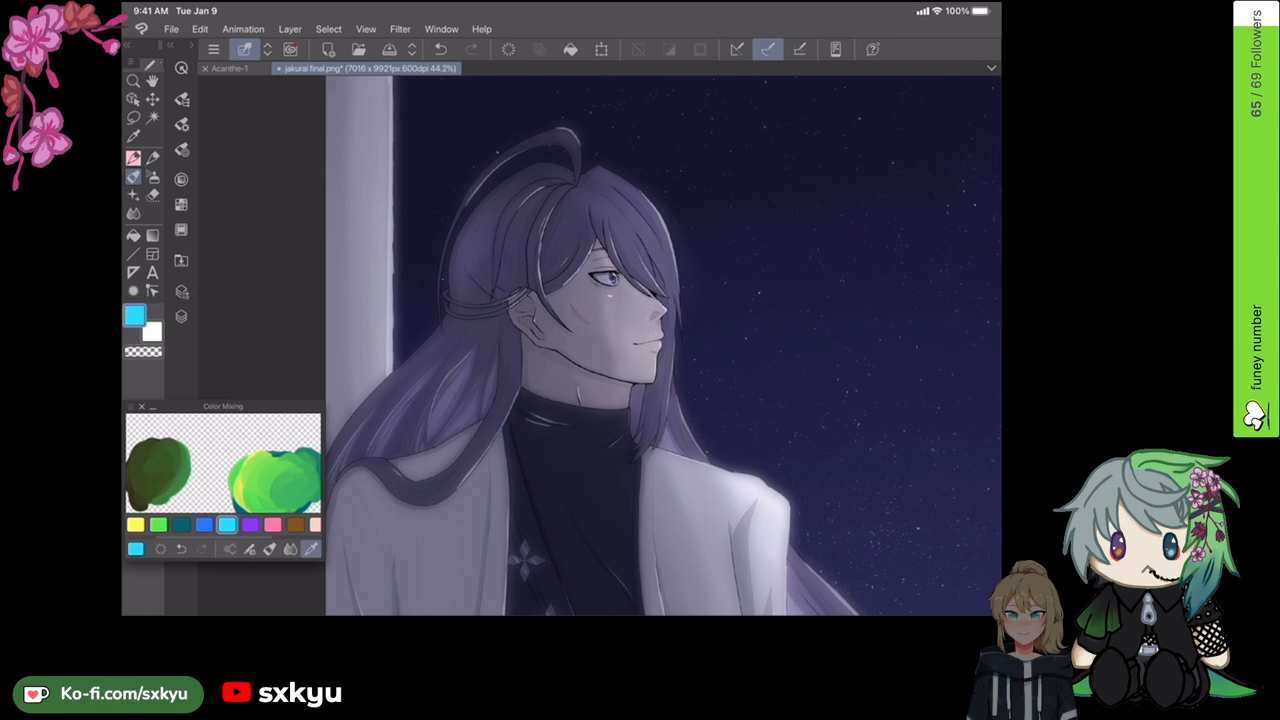 9:41 AM Tue Jan 9
100%
File Edit Animation Layer Select View Filter Window Help
Acanthe-1
jakurai final.png* (7016 x 9921px 600dpi 44.2%)
A
Color Mixing
65 / 69 Followers
funey number
Ko-fi.com/sxkyu
sxkyu